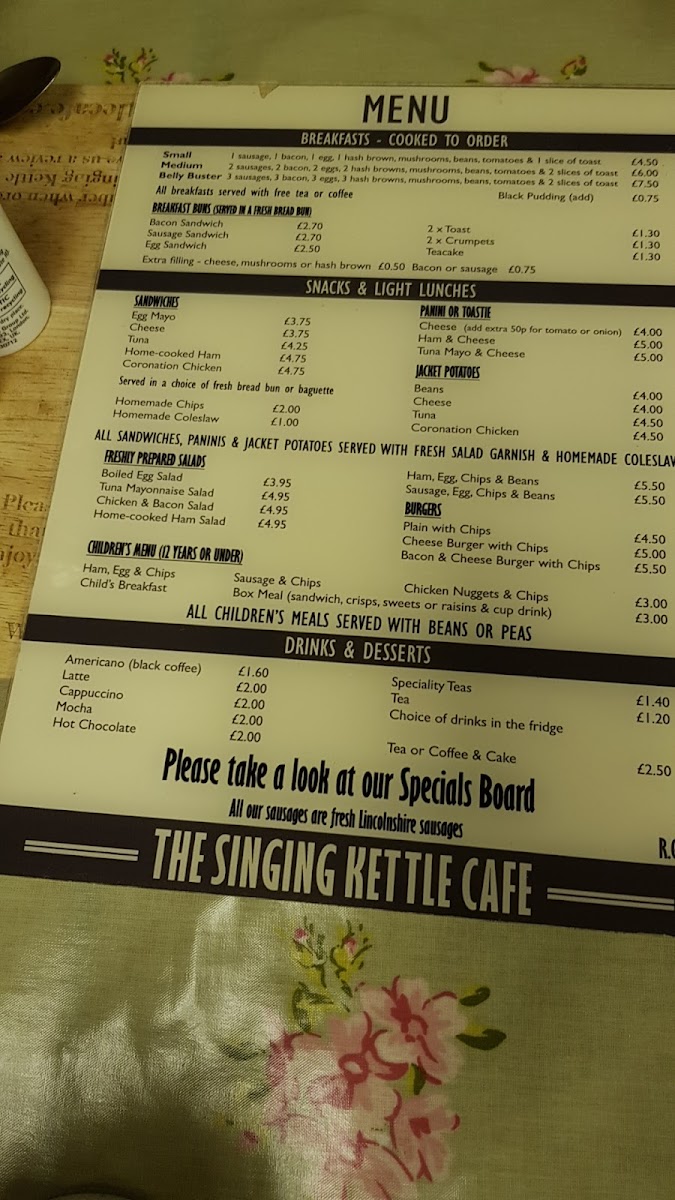 MENU
BREAKFASTS - COOKED TO ORDER
Small 1 sausage, 1 bacon, 1 egg, 1 hash brown, mushrooms, beans, tomatoes & 1 slice of toast £4.50
Medium 2 sausages, 2 bacon, 2 eggs, 2 hash browns, mushrooms, beans, tomatoes & 2 slices of toast £6.00
Belly Buster 3 sausages, 3 bacon, 3 eggs, 3 hash browns, mushrooms, beans, tomatoes & 2 slices of toast £7.50
All breakfasts served with free tea or coffee
Black Pudding (add) £0.75
BREAKFAST BUNS (SERVED IN A FRESH BREAD BUN)
Bacon Sandwich £2.70
Sausage Sandwich £2.70
Egg Sandwich £2.50
2 x Toast £1.30
2 x Crumpets £1.30
Teacake £1.30
Extra filling - cheese, mushrooms or hash brown £0.50 Bacon or sausage £0.75
SNACKS & LIGHT LUNCHES
SANDWICHES
Egg Mayo £3.75
Cheese £3.75
Tuna £4.25
Home-cooked Ham £4.75
Coronation Chicken £4.75
Served in a choice of fresh bread bun or baguette
Homemade Chips £2.00
Homemade Coleslaw £1.00
PANINI OR TOASTIE
Cheese (add extra 50p for tomato or onion) £4.00
Ham & Cheese £5.00
Tuna Mayo & Cheese £5.00
JACKET POTATOES
Beans £4.00
Cheese £4.00
Tuna £4.50
Coronation Chicken £4.50
ALL SANDWICHES, PANINIS & JACKET POTATOES SERVED WITH FRESH SALAD GARNISH & HOMEMADE COLESLAW
FRESHLY PREPARED SALADS
Boiled Egg Salad £3.95
Tuna Mayonnaise Salad £4.95
Chicken & Bacon Salad £4.95
Home-cooked Ham Salad £4.95
Ham, Egg, Chips & Beans £5.50
Sausage, Egg, Chips & Beans £5.50
BURGERS
Plain with Chips £4.50
Cheese Burger with Chips £5.00
Bacon & Cheese Burger with Chips £5.50
CHILDREN'S MENU (12 YEARS OR UNDER)
Ham, Egg & Chips Sausage & Chips Chicken Nuggets & Chips £3.00
Child's Breakfast Box Meal (sandwich, crisps, sweets or raisins & cup drink) £3.00
ALL CHILDREN'S MEALS SERVED WITH BEANS OR PEAS
DRINKS & DESSERTS
Americano (black coffee) £1.60
Latte £2.00
Cappuccino £2.00
Mocha £2.00
Hot Chocolate £2.00
Speciality Teas £1.40
Tea £1.20
Choice of drinks in the fridge
Tea or Coffee & Cake £2.50
Please take a look at our Specials Board
All our sausages are fresh Lincolnshire sausages
THE SINGING KETTLE CAFE